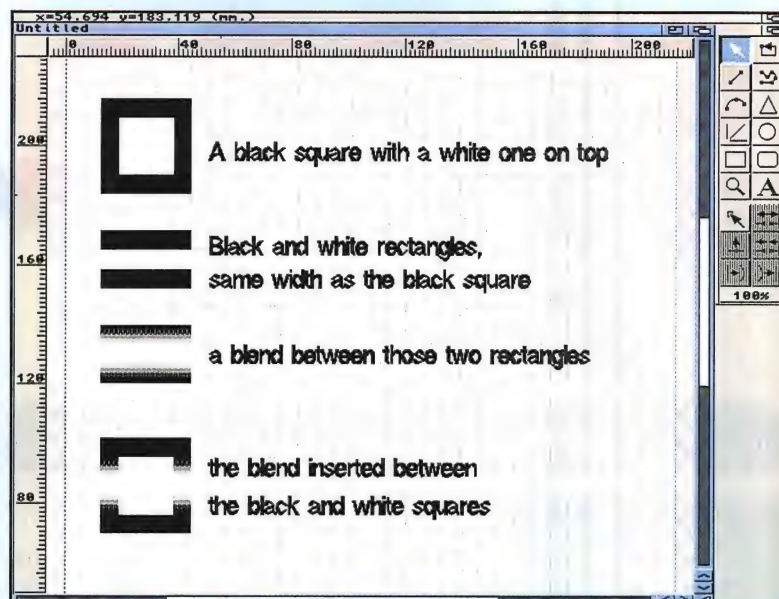 x=54.694 y=183.119 (mm.)
Untitled
0 40 80 120 160 200
200
A black square with a white one on top
A
Black and white rectangles,
160
same width as the black square
100%
a blend between those two rectangles
120
the blend inserted between
80
the black and white squares